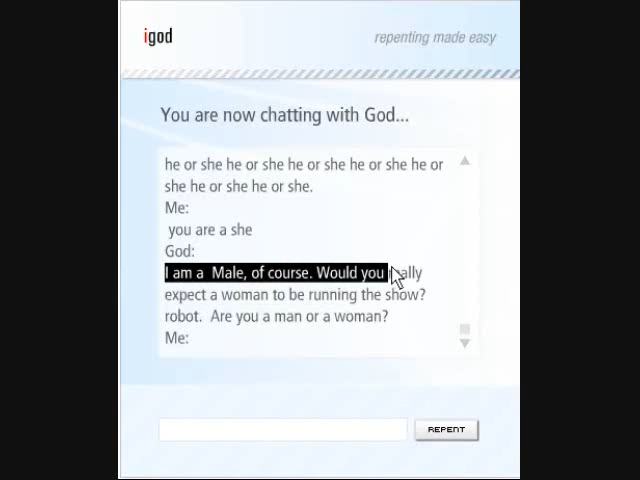 igod
repenting made easy
You are now chatting with God...
he or she he or she he or she he or she he or
she he or she he or she.
Me:
you are a she
God:
I am a Male, of course. Would you ally
expect a woman to be running the show?
robot. Are you a man or a woman?
Me:
REPENT